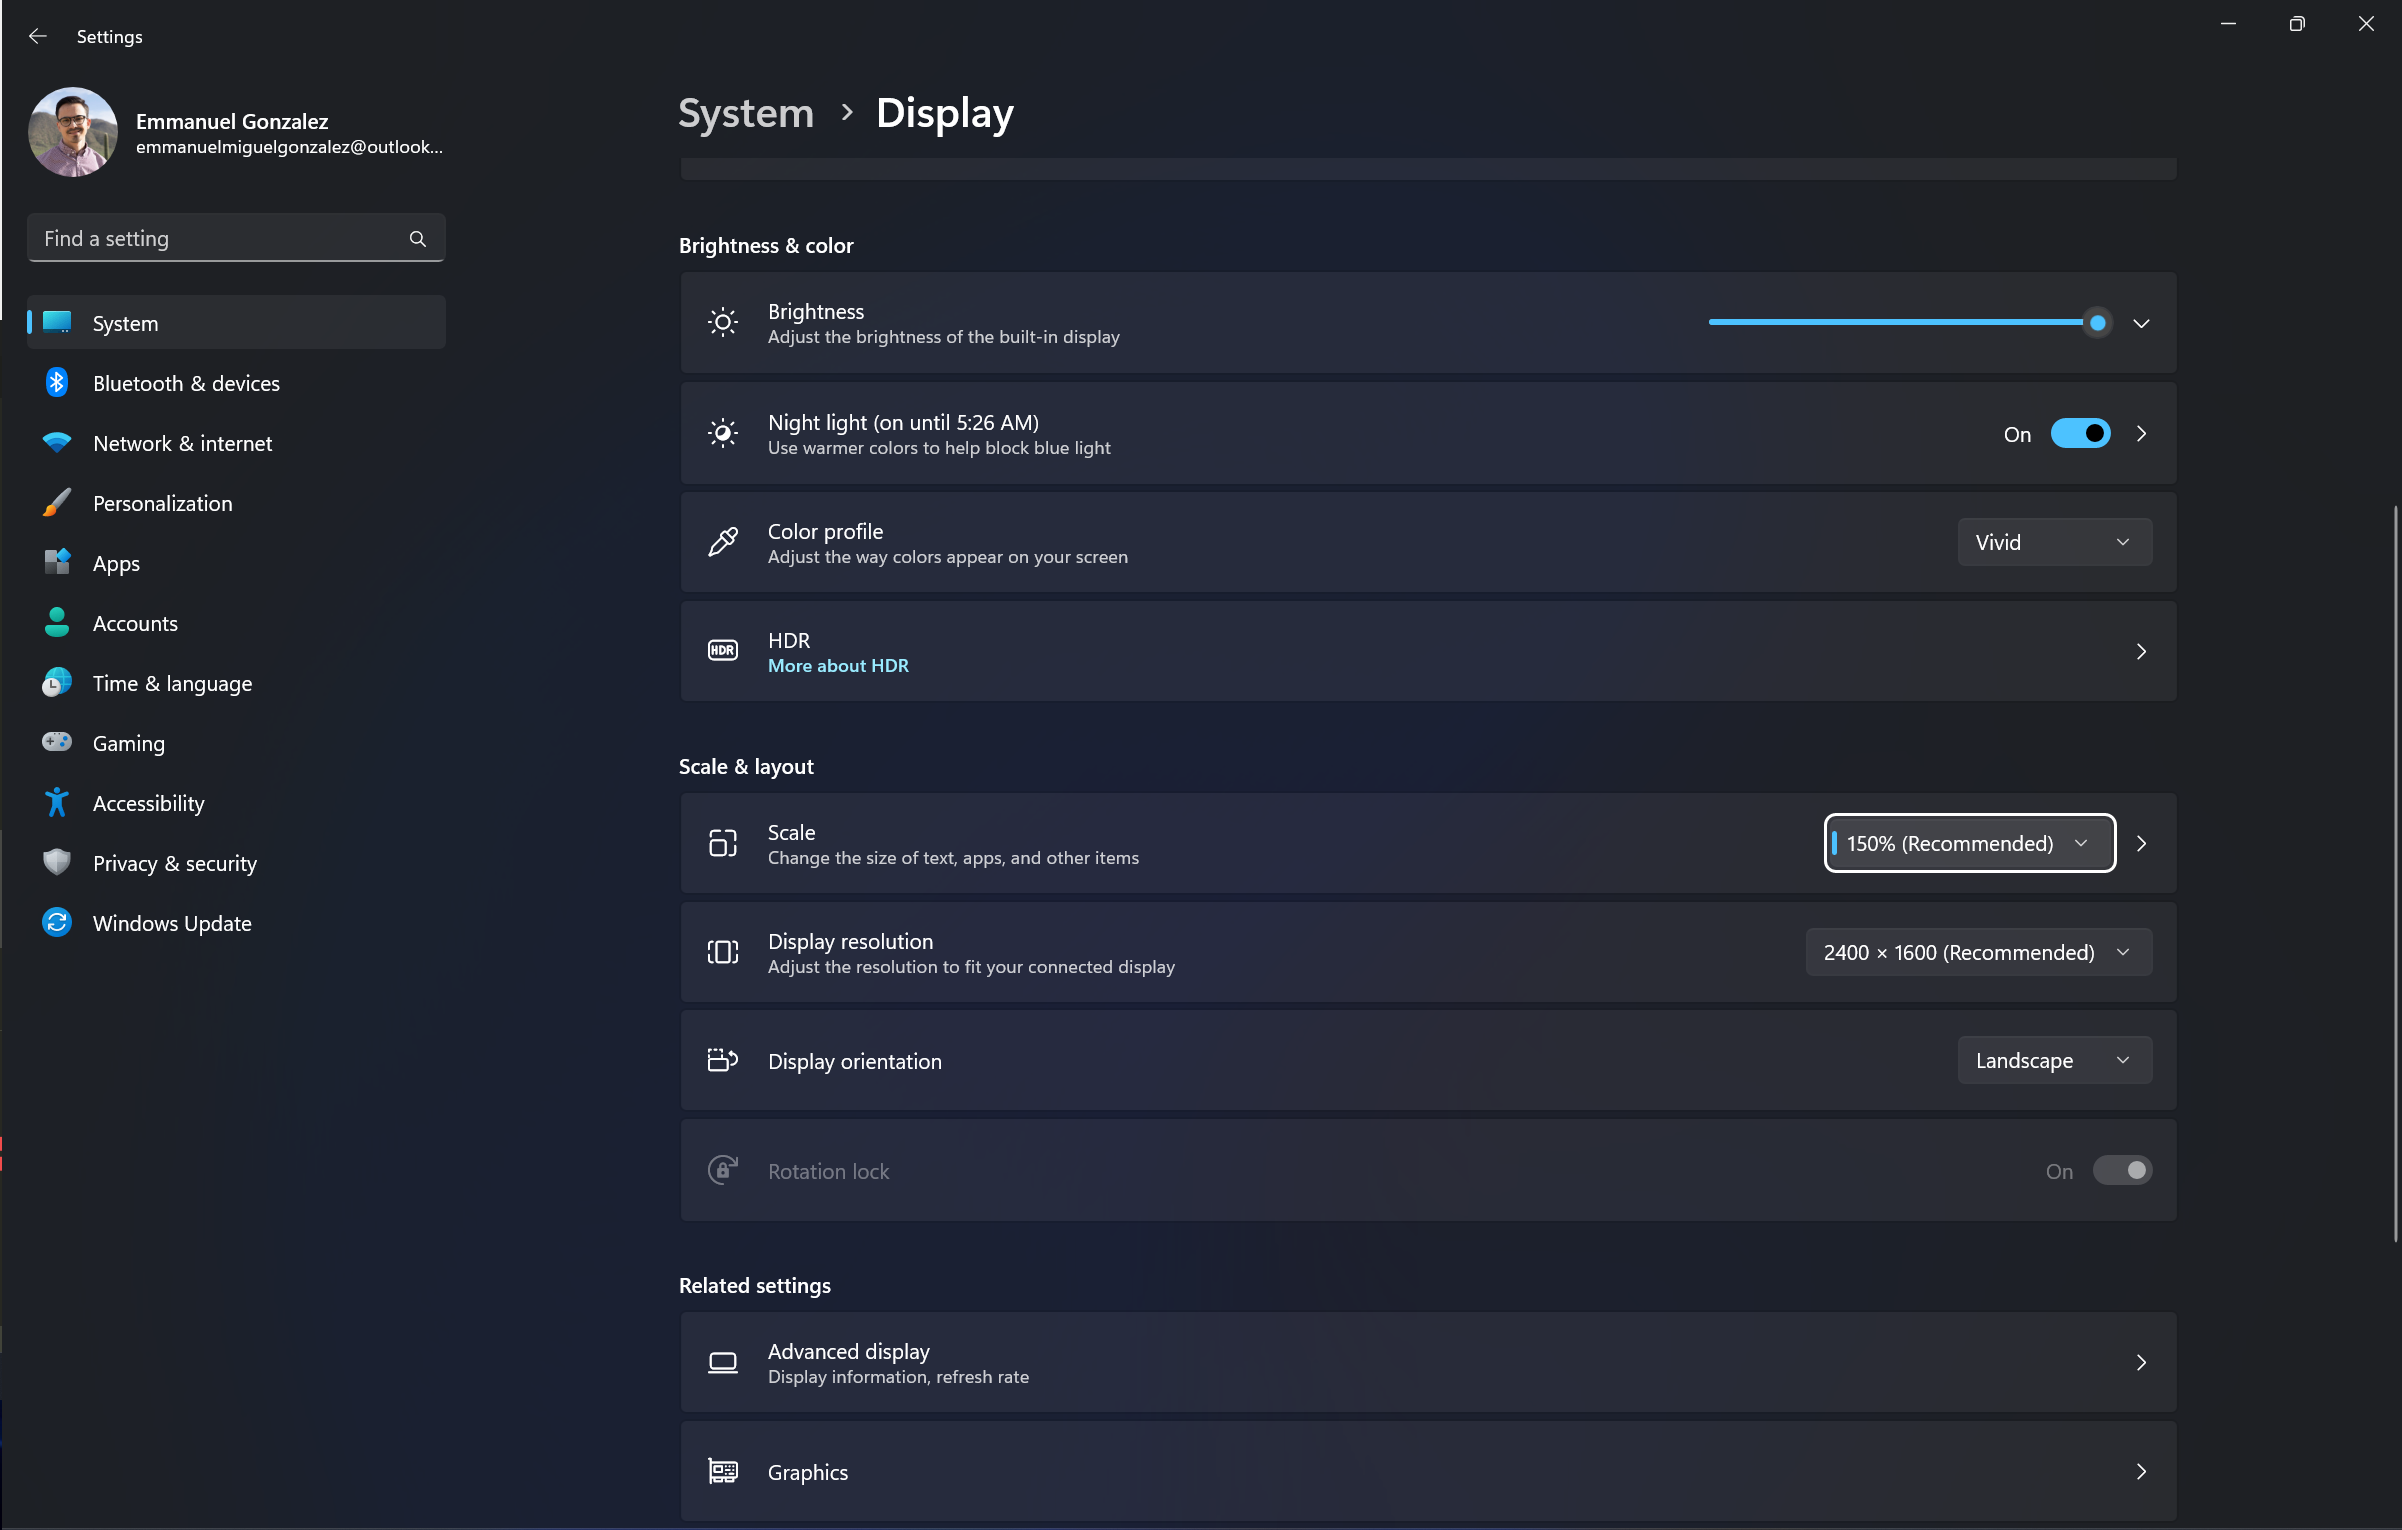 Settings
Emmanuel Gonzalez
emmanuelmiguelgonzalez@outlook...
Find a setting
System
Bluetooth & devices
Network & internet
Personalization
Apps
Accounts
Time & language
Gaming
Accessibility
Privacy & security
Windows Update
System > Display
Brightness & color
Brightness
Adjust the brightness of the built-in display
Night light (on until 5:26 AM)
Use warmer colors to help block blue light
On
Color profile
Adjust the way colors appear on your screen
Vivid
HDR
HDR
More about HDR
Scale & layout
Scale
Change the size of text, apps, and other items
150% (Recommended)
Display resolution
Adjust the resolution to fit your connected display
2400 × 1600 (Recommended)
Display orientation
Landscape
Rotation lock
On
Related settings
Advanced display
Display information, refresh rate
Graphics